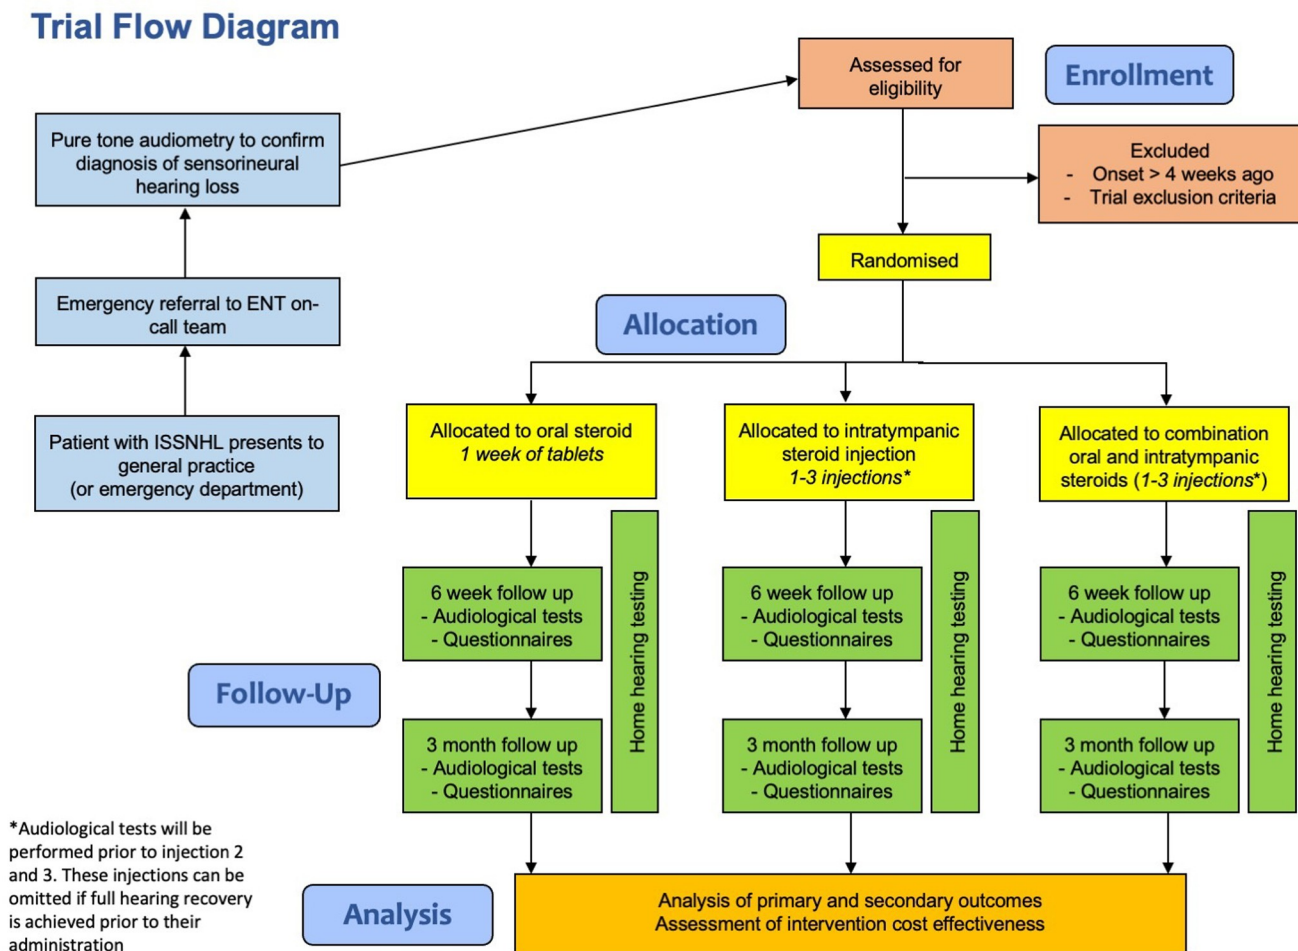 Trial Flow Diagram
Assessed for
eligibility
Enrollment
Pure tone audiometry to confirm
diagnosis of sensorineural
hearing loss
Excluded
- Onset > 4 weeks ago
- Trial exclusion criteria
Randomised
Emergency referral to ENT on-
call team
Allocation
Patient with ISSNHL presents to
general practice
(or emergency department)
Allocated to oral steroid
1 week of tablets
Allocated to intratympanic
steroid injection
1-3 injections*
Allocated to combination
oral and intratympanic
steroids (1-3 injections*)
6 week follow up
- Audiological tests
- Questionnaires
Home hearing testing
6 week follow up
- Audiological tests
- Questionnaires
Home hearing testing
6 week follow up
- Audiological tests
- Questionnaires
Home hearing testing
Follow-Up
3 month follow up
- Audiological tests
- Questionnaires
3 month follow up
- Audiological tests
- Questionnaires
3 month follow up
- Audiological tests
- Questionnaires
*Audiological tests will be
performed prior to injection 2
and 3. These injections can be
omitted if full hearing recovery
is achieved prior to their
administration
Analysis
Analysis of primary and secondary outcomes
Assessment of intervention cost effectiveness